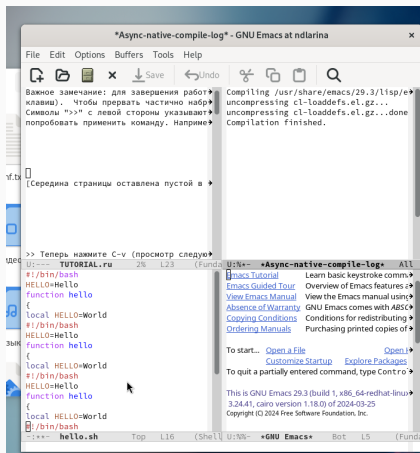 *Async-native-compile-log* - GNU Emacs at ndlarina
File Edit Options Buffers Tools Help
Save Undo
Важное замечание: для завершения работ
клавиш). Чтобы прервать частично набр
Символы ">>" с левой стороны указывают
попробовать применить команду. Наприме
[Середина страницы оставлена пустой в
>> Теперь нажмите C-v (просмотр следую
U:--- TUTORIAL.ru 2% L23 (Funda
Compiling /usr/share/emacs/29.3/lisp/e
uncompressing cl-loaddefs.el.gz...
uncompressing cl-loaddefs.el.gz...done
Compilation finished.
U:%*- *Async-native-compile-log* All
#!/bin/bash
HELLO=Hello
function hello
{
local HELLO=World
#!/bin/bash
HELLO=Hello
function hello
{
local HELLO=World
#!/bin/bash
HELLO=Hello
function hello
{
local HELLO=World
#!/bin/bash
-:**- hello.sh Top L16 (Shell
Emacs Tutorial Learn basic keystroke comm
Emacs Guided Tour Overview of Emacs features a
View Emacs Manual View the Emacs manual using
Absence of Warranty GNU Emacs comes with ABSO
Copying Conditions Conditions for redistributing
Ordering Manuals Purchasing printed copies of
To start... Open a File Open
Customize Startup Explore Packages
To quit a partially entered command, type Contro
This is GNU Emacs 29.3 (build 1, x86_64-redhat-linu
3.24.41, cairo version 1.18.0) of 2024-03-25
Copyright (C) 2024 Free Software Foundation, Inc.
U:%%- *GNU Emacs* Bot L5 (Funda